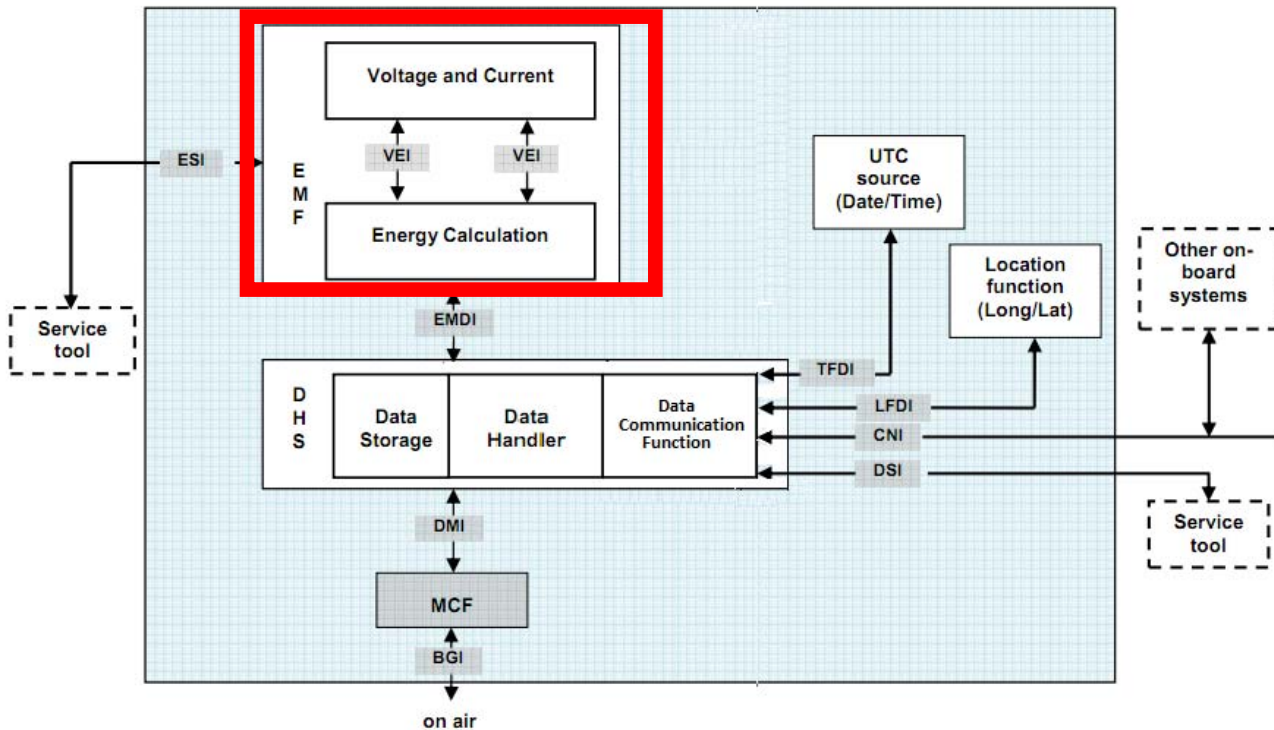 Voltage and Current
VEI
VEI
Energy Calculation
E
M
F
ESI
Service
tool
EMDI
UTC
source
(Date/Time)
Location
function
(Long/Lat)
Other on-
board
systems
D
H
S
Data
Storage
Data
Handler
Data
Communication
Function
TFDI
LFDI
CNI
DSI
Service
tool
DMI
MCF
BGI
on air